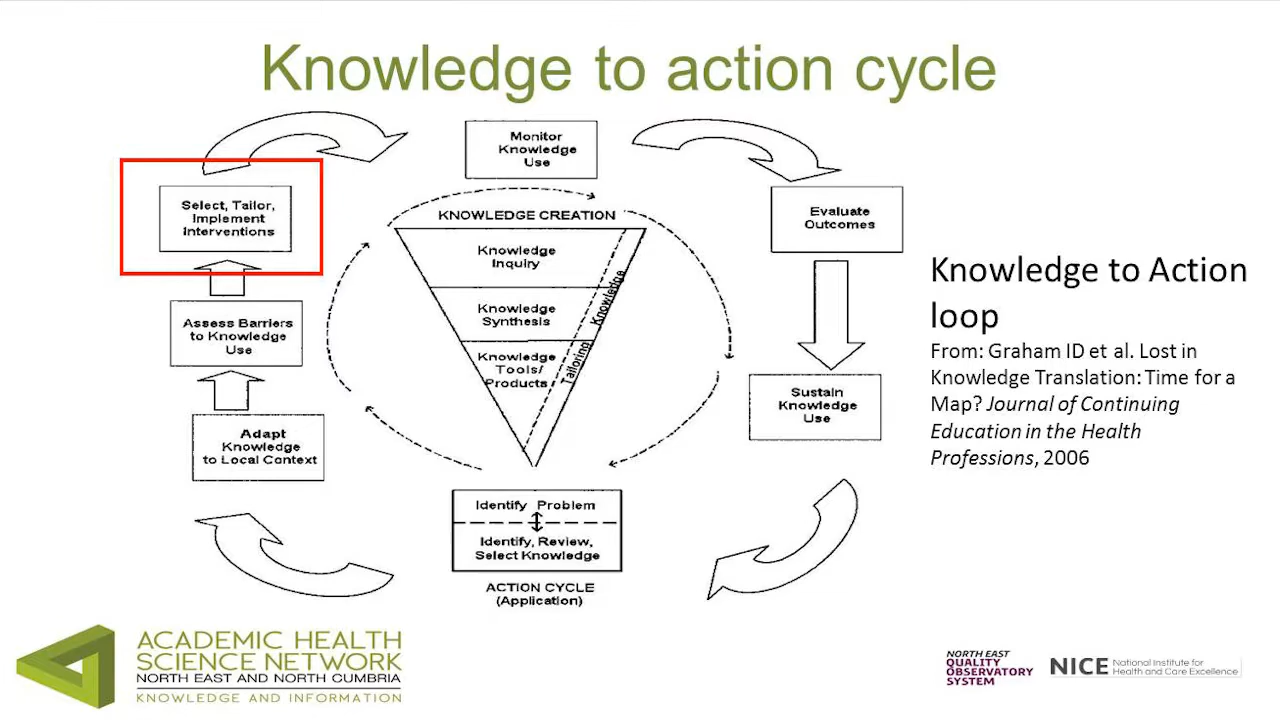 Knowledge to action cycle
Monitor
Knowledge
Use
Select, Tailor,
Implement
Interventions
Evaluate
Outcomes
KNOWLEDGE CREATION
Knowledge
Inquiry
Knowledge
Synthesis
Knowledge
Tools/
Products
Tailoring Knowledge
Assess Barriers
to Knowledge
Use
Adapt
Knowledge
to Local Context
Sustain
Knowledge
Use
Identify Problem
Identify, Review,
Select Knowledge
ACTION CYCLE
(Application)
Knowledge to Action
loop
From: Graham ID et al. Lost in
Knowledge Translation: Time for a
Map? Journal of Continuing
Education in the Health
Professions, 2006
ACADEMIC HEALTH
SCIENCE NETWORK
NORTH EAST AND NORTH CUMBRIA
KNOWLEDGE AND INFORMATION
NORTH EAST
QUALITY
OBSERVATORY
SYSTEM
NICE National Institute for
Health and Care Excellence